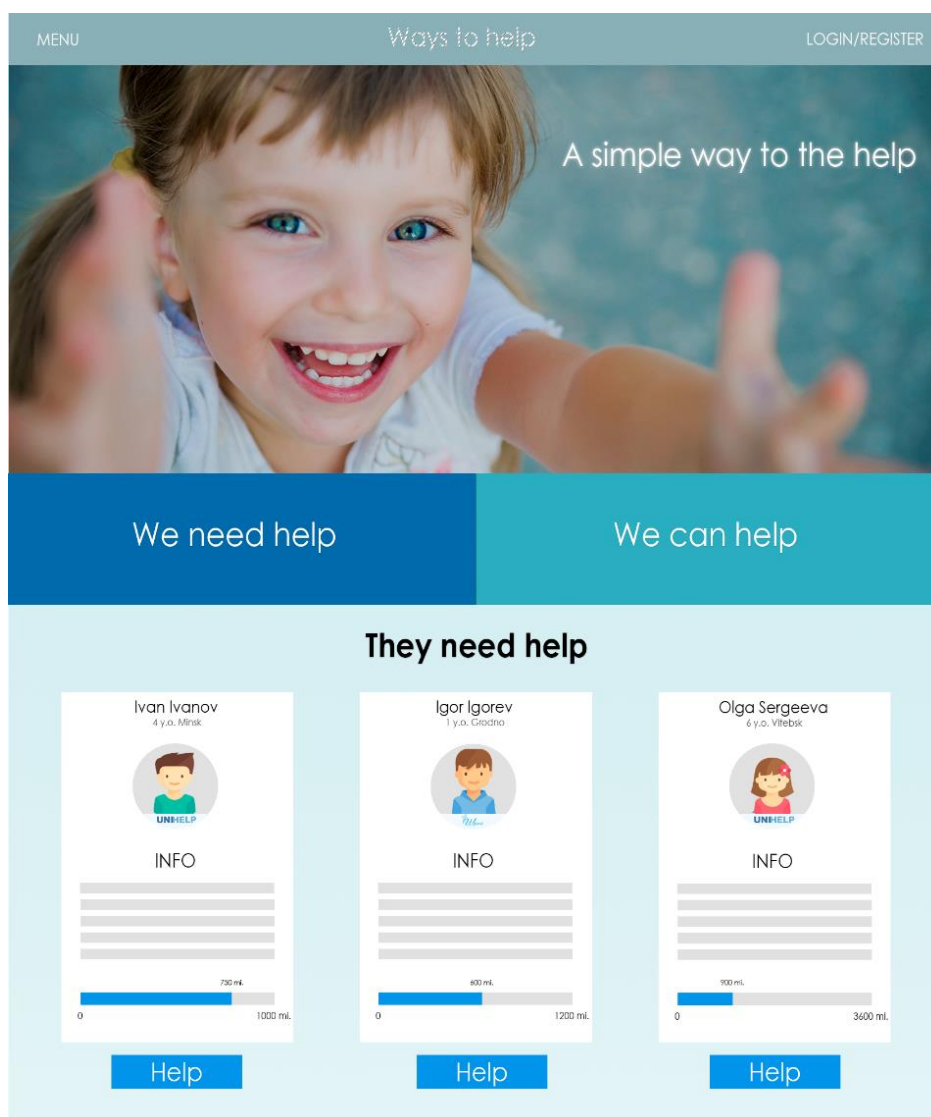 MENU
Ways to help
LOGIN/REGISTER
A simple way to the help
We need help
We can help
They need help
Ivan Ivanov
4 y.o. Minsk
UNIHELP
INFO
750 ml.
0
1000 ml.
Help
Igor Igorev
1 y.o. Grodno
INFO
600 ml.
0
1200 ml.
Help
Olga Sergeeva
6 y.o. Vitebsk
UNIHELP
INFO
900 ml.
0
3600 ml.
Help